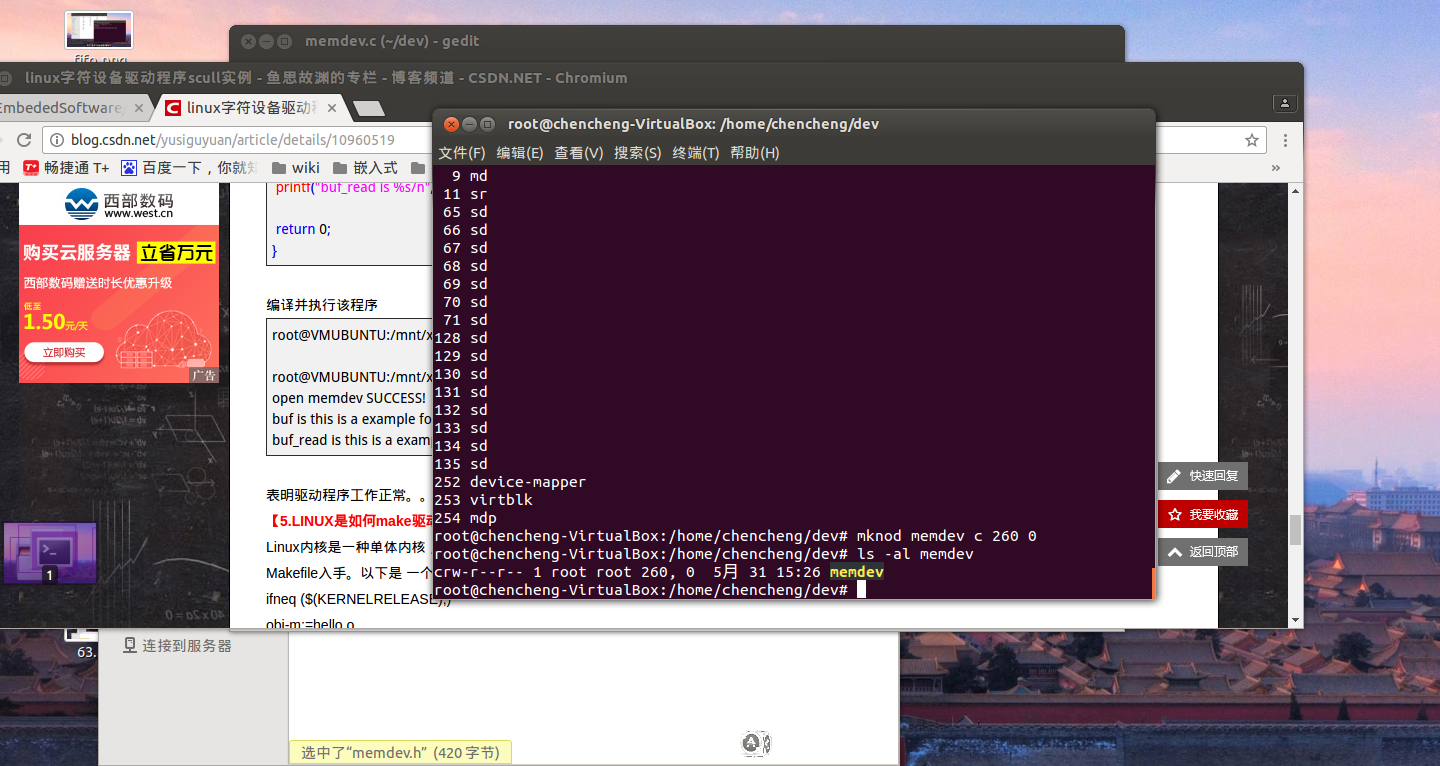 fifo.png
memdev.c (~/dev) - gedit
linux字符设备驱动程序scull实例 - 鱼思故渊的专栏 - 博客频道 - CSDN.NET - Chromium
EmbededSoftware
linux字符设备驱动程
blog.csdn.net/yusiguyuan/article/details/10960519
用 畅捷通 T+ 百度一下，你就知 wiki 嵌入式
西部数码
www.west.cn
购买云服务器 立省万元
西部数码赠送时长优惠升级
低至
1.50元/天
立即购买
广告
printf("buf_read is %s/n",
return 0;
}
编译并执行该程序
root@VMUBUNTU:/mnt/x
root@VMUBUNTU:/mnt/x
open memdev SUCCESS!
buf is this is a example fo
buf_read is this is a exam
表明驱动程序工作正常。。
【5.LINUX是如何make驱动
Linux内核是一种单体内核
Makefile入手。以下是 一个
ifneq ($(KERNELRELEASE),)
obj-m:=hello.o
root@chencheng-VirtualBox: /home/chencheng/dev
文件(F) 编辑(E) 查看(V) 搜索(S) 终端(T) 帮助(H)
9 md
11 sr
65 sd
66 sd
67 sd
68 sd
69 sd
70 sd
71 sd
128 sd
129 sd
130 sd
131 sd
132 sd
133 sd
134 sd
135 sd
252 device-mapper
253 virtblk
254 mdp
root@chencheng-VirtualBox:/home/chencheng/dev# mknod memdev c 260 0
root@chencheng-VirtualBox:/home/chencheng/dev# ls -al memdev
crw-r--r-- 1 root root 260, 0 5月 31 15:26 memdev
root@chencheng-VirtualBox:/home/chencheng/dev#
快速回复
我要收藏
返回顶部
1
63.
连接到服务器
选中了“memdev.h” (420 字节)